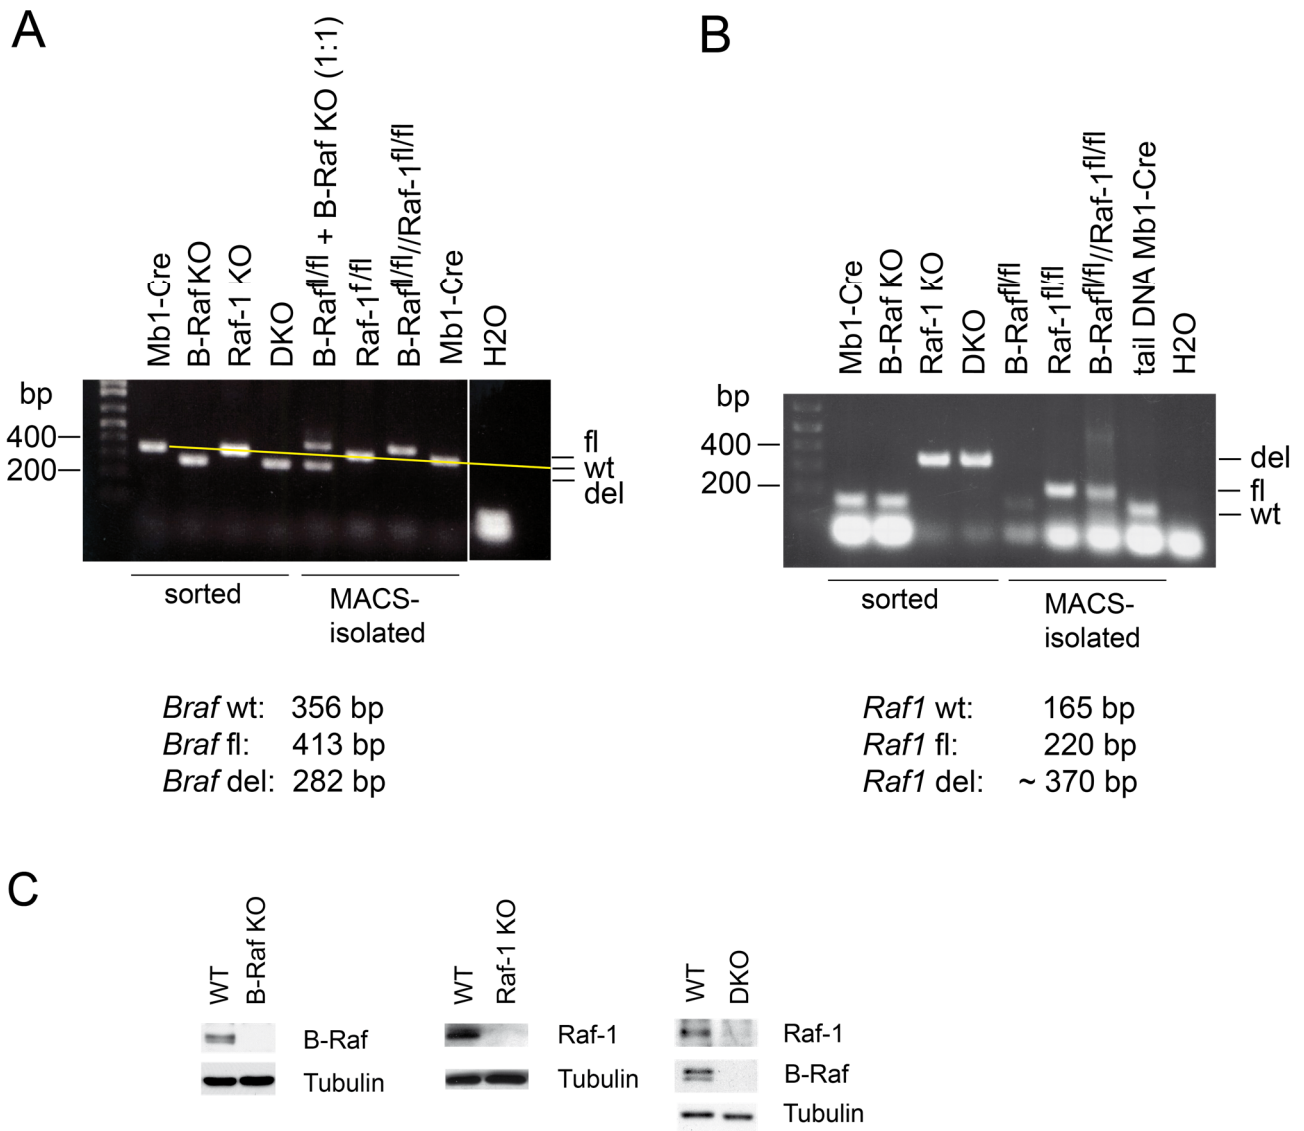 A
Mb1-Cre
B-Raf KO
Raf-1 KO
DKO
B-Raffl/fl + B-Raf KO (1:1)
Raf-1f/fl
B-Raffl/fl//Raf-1fl/fl
Mb1-Cre
H2O
bp
400
200
fl
wt
del
sorted
MACS-
isolated
Braf wt: 356 bp
Braf fl: 413 bp
Braf del: 282 bp
B
Mb1-Cre
B-Raf KO
Raf-1 KO
DKO
B-Raffl/fl
Raf-1fl/fl
B-Raffl/fl//Raf-1fl/fl
tail DNA Mb1-Cre
H2O
bp
400
200
del
fl
wt
sorted
MACS-
isolated
Raf1 wt: 165 bp
Raf1 fl: 220 bp
Raf1 del: ~ 370 bp
C
WT
B-Raf KO
B-Raf
Tubulin
WT
Raf-1 KO
Raf-1
Tubulin
WT
DKO
Raf-1
B-Raf
Tubulin